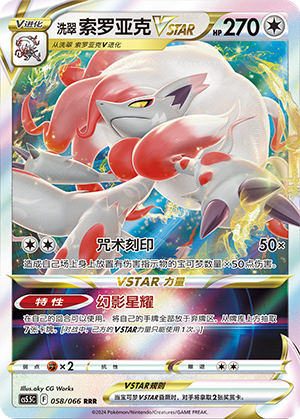 V进化
洗翠 索罗亚克 VSTAR HP 270
从洗翠 索罗亚克V进化
咒术刻印 50×
造成自己场上身上放置有伤害指示物的宝可梦数量×50点伤害。
VSTAR 力量
特性 幻影星耀
在自己的回合可以使用。将自己的手牌全部放于弃牌区，从牌库上方抽取
7张卡牌。[对战中，己方的VSTAR力量只能使用1次。]
弱点 ×2 抵抗力 撤退
Illus.aky CG Works
CS5.5C F 058/066 RRR
VSTAR规则
当宝可梦VSTAR昏厥时，对手将拿取2张奖赏卡。
©2024 Pokémon/Nintendo/Creatures/GAME FREAK.